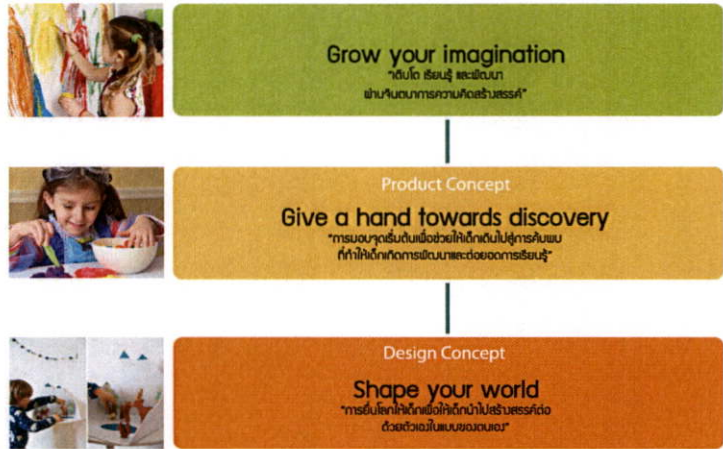 Grow your imagination
"เติบโต เรียนรู้ และพัฒนา
ผ่านจินตนาการความคิดสร้างสรรค์"
Product Concept
Give a hand towards discovery
"การมอบจุดเริ่มต้นเพื่อช่วยให้เด็กเดินไปสู่การค้นพบ
ที่ทำให้เด็กเกิดการพัฒนาและต่อยอดการเรียนรู้"
Design Concept
Shape your world
"การยื่นโลกให้เด็กเพื่อให้เด็กนำไปสร้างสรรค์ต่อ
ด้วยตัวเองในแบบของตนเอง"